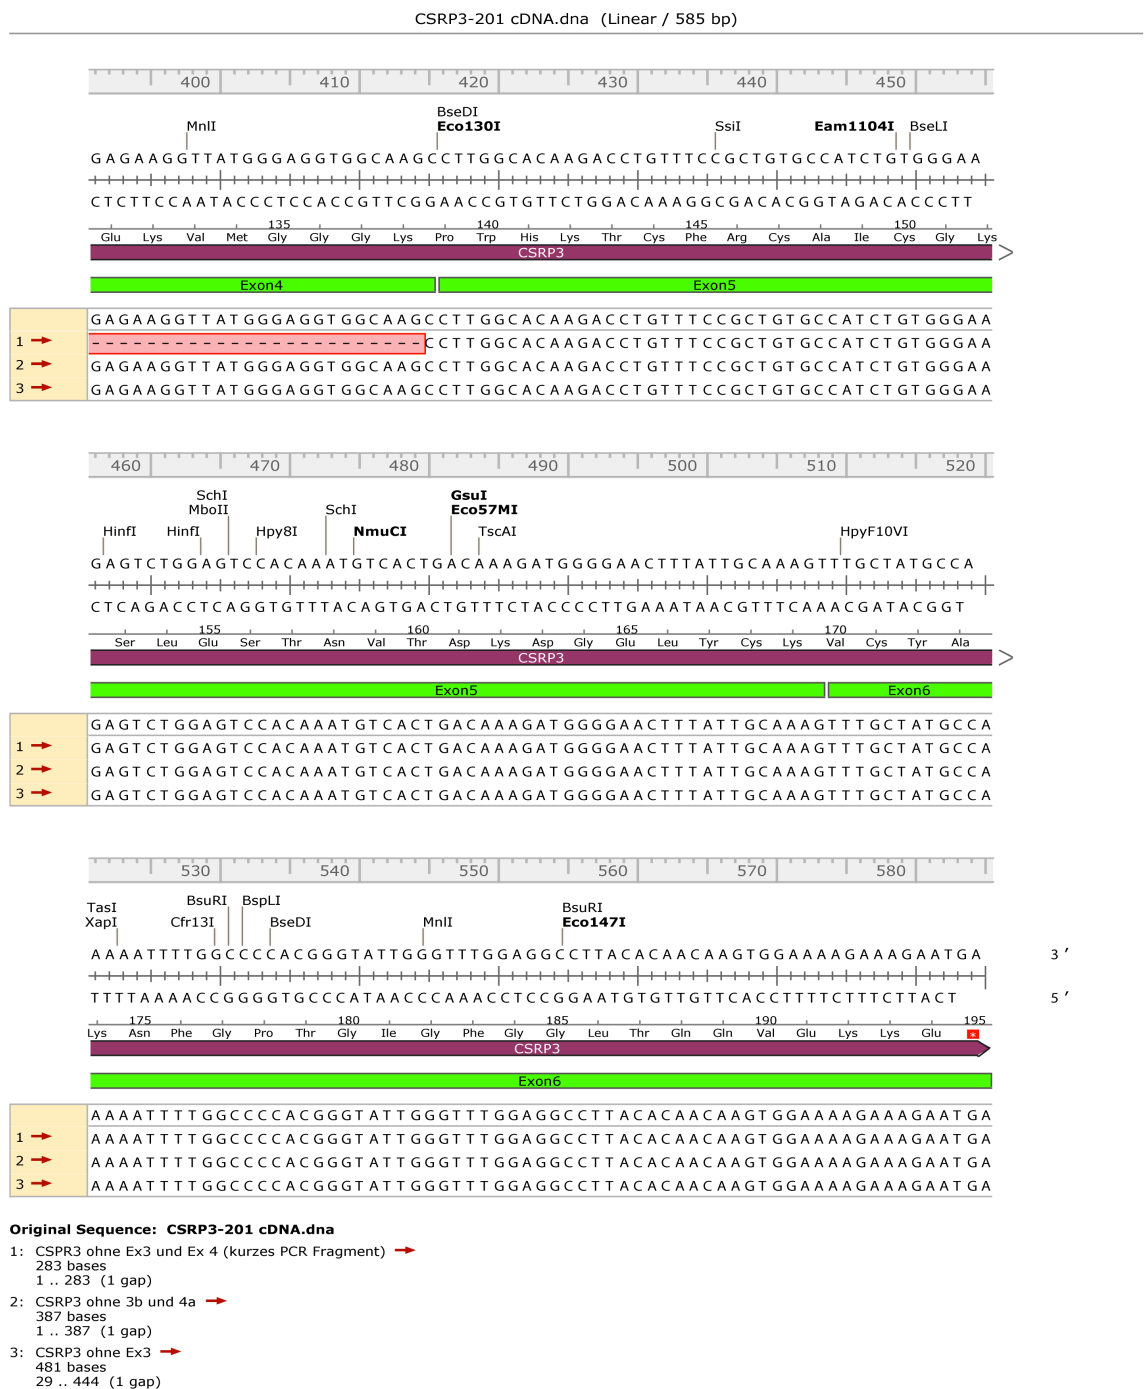 CSRP3-201 cDNA.dna (Linear / 585 bp)
400 410 420 430 440 450
BseDI
MnlI Eco130I SsiI Eam1104I BseLI
GAGAAGGTTATGGGAGGTGGCAAGCCTTGGCACAAGACCTGTTTCCGCTGTGCCATCTGTGGGAA
CTCTTCCAATACCCTCCACCGTTCGGAACCGTGTTCTGGACAAAGGCGACACGGTAGACACCCTT
135 140 145 150
Glu Lys Val Met Gly Gly Gly Lys Pro Trp His Lys Thr Cys Phe Arg Cys Ala Ile Cys Gly Lys
CSRP3
Exon4 Exon5
GAGAAGGTTATGGGAGGTGGCAAGCCTTGGCACAAGACCTGTTTCCGCTGTGCCATCTGTGGGAA
1 ------------------------CCTTGGCACAAGACCTGTTTCCGCTGTGCCATCTGTGGGAA
2 GAGAAGGTTATGGGAGGTGGCAAGCCTTGGCACAAGACCTGTTTCCGCTGTGCCATCTGTGGGAA
3 GAGAAGGTTATGGGAGGTGGCAAGCCTTGGCACAAGACCTGTTTCCGCTGTGCCATCTGTGGGAA
460 470 480 490 500 510 520
SchI GsuI
MboII SchI Eco57MI
HinfI HinfI Hpy8I NmuCI TscAI HpyF10VI
GAGTCTGGAGTCCACAAATGTCACTGACAAAGATGGGGAACTTTATTGCAAAGTTTGCTATGCCA
CTCAGACCTCAGGTGTTTACAGTGACTGTTTCTACCCCTTGAAATAACGTTTCAAACGATACGGT
155 160 165 170
Ser Leu Glu Ser Thr Asn Val Thr Asp Lys Asp Gly Glu Leu Tyr Cys Lys Val Cys Tyr Ala
CSRP3
Exon5 Exon6
GAGTCTGGAGTCCACAAATGTCACTGACAAAGATGGGGAACTTTATTGCAAAGTTTGCTATGCCA
1 GAGTCTGGAGTCCACAAATGTCACTGACAAAGATGGGGAACTTTATTGCAAAGTTTGCTATGCCA
2 GAGTCTGGAGTCCACAAATGTCACTGACAAAGATGGGGAACTTTATTGCAAAGTTTGCTATGCCA
3 GAGTCTGGAGTCCACAAATGTCACTGACAAAGATGGGGAACTTTATTGCAAAGTTTGCTATGCCA
530 540 550 560 570 580
TasI BsuRI BspLI BsuRI
XapI Cfr13I BseDI MnlI Eco147I
AAAATTTTGGCCCCACGGGTATTGGGTTTGGAGGCCTTACACAACAAGTGGAAAAGAAAGAATGA 3′
TTTTAAAACCGGGGTGCCCATAACCCAAACCTCCGGAATGTGTTGTTCACCTTTTCTTTCTTACT 5′
175 180 185 190 195
Lys Asn Phe Gly Pro Thr Gly Ile Gly Phe Gly Gly Leu Thr Gln Gln Val Glu Lys Lys Glu *
CSRP3
Exon6
AAAATTTTGGCCCCACGGGTATTGGGTTTGGAGGCCTTACACAACAAGTGGAAAAGAAAGAATGA
1 AAAATTTTGGCCCCACGGGTATTGGGTTTGGAGGCCTTACACAACAAGTGGAAAAGAAAGAATGA
2 AAAATTTTGGCCCCACGGGTATTGGGTTTGGAGGCCTTACACAACAAGTGGAAAAGAAAGAATGA
3 AAAATTTTGGCCCCACGGGTATTGGGTTTGGAGGCCTTACACAACAAGTGGAAAAGAAAGAATGA
Original Sequence: CSRP3-201 cDNA.dna
1: CSPR3 ohne Ex3 und Ex 4 (kurzes PCR Fragment)
283 bases
1 .. 283 (1 gap)
2: CSRP3 ohne 3b und 4a
387 bases
1 .. 387 (1 gap)
3: CSRP3 ohne Ex3
481 bases
29 .. 444 (1 gap)